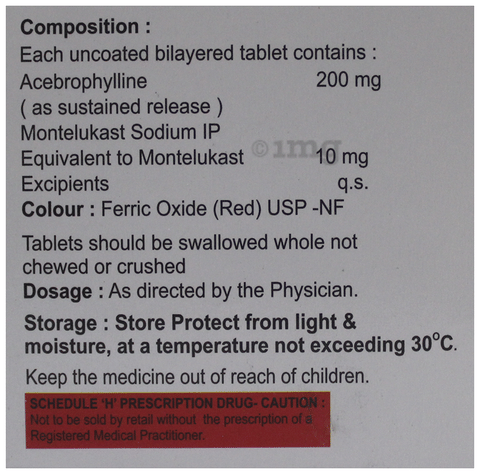 Composition :
Each uncoated bilayered tablet contains :
Acebrophylline 200 mg
( as sustained release )
Montelukast Sodium IP
©1mg
Equivalent to Montelukast 10 mg
Excipients q.s.
Colour : Ferric Oxide (Red) USP -NF
Tablets should be swallowed whole not
chewed or crushed
Dosage : As directed by the Physician.
Storage : Store Protect from light &
moisture, at a temperature not exceeding 30°C.
Keep the medicine out of reach of children.
SCHEDULE 'H' PRESCRIPTION DRUG- CAUTION :
Not to be sold by retail without the prescription of a
Registered Medical Practitioner.